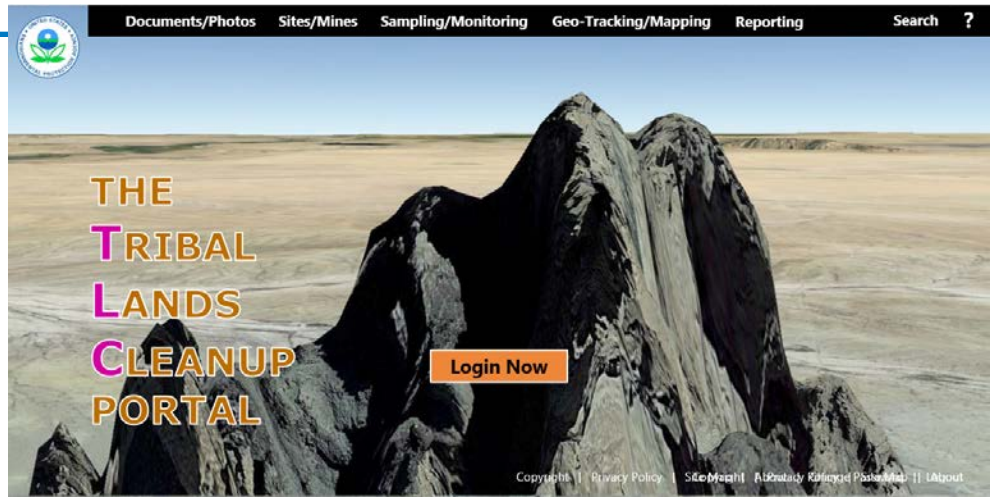 Documents/Photos Sites/Mines Sampling/Monitoring Geo-Tracking/Mapping Reporting Search ?
THE
TRIBAL
LANDS
CLEANUP
PORTAL
Login Now
Copyright | Privacy Policy |